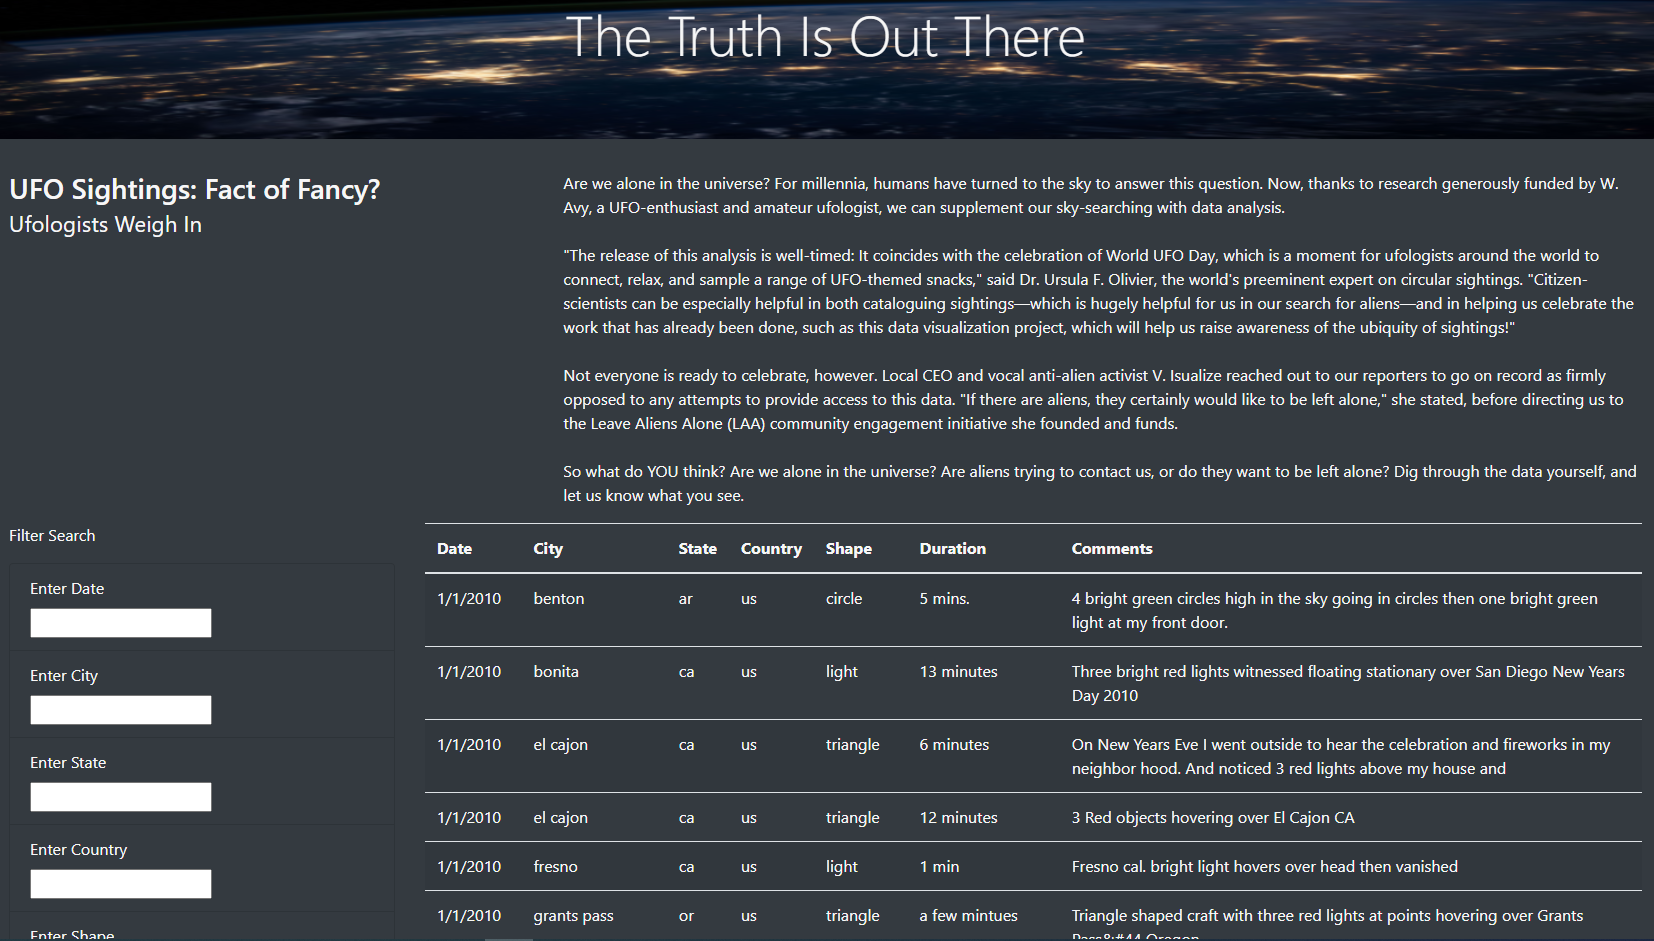 The Truth Is Out There
UFO Sightings: Fact of Fancy?
Ufologists Weigh In
Are we alone in the universe? For millennia, humans have turned to the sky to answer this question. Now, thanks to research generously funded by W.
Avy, a UFO-enthusiast and amateur ufologist, we can supplement our sky-searching with data analysis.
"The release of this analysis is well-timed: It coincides with the celebration of World UFO Day, which is a moment for ufologists around the world to
connect, relax, and sample a range of UFO-themed snacks," said Dr. Ursula F. Olivier, the world's preeminent expert on circular sightings. "Citizen-
scientists can be especially helpful in both cataloguing sightings—which is hugely helpful for us in our search for aliens—and in helping us celebrate the
work that has already been done, such as this data visualization project, which will help us raise awareness of the ubiquity of sightings!"
Not everyone is ready to celebrate, however. Local CEO and vocal anti-alien activist V. Isualize reached out to our reporters to go on record as firmly
opposed to any attempts to provide access to this data. "If there are aliens, they certainly would like to be left alone," she stated, before directing us to
the Leave Aliens Alone (LAA) community engagement initiative she founded and funds.
So what do YOU think? Are we alone in the universe? Are aliens trying to contact us, or do they want to be left alone? Dig through the data yourself, and
let us know what you see.
Filter Search
Enter Date
Enter City
Enter State
Enter Country
Enter Shape
Date City State Country Shape Duration Comments
1/1/2010 benton ar us circle 5 mins. 4 bright green circles high in the sky going in circles then one bright green
light at my front door.
1/1/2010 bonita ca us light 13 minutes Three bright red lights witnessed floating stationary over San Diego New Years
Day 2010
1/1/2010 el cajon ca us triangle 6 minutes On New Years Eve I went outside to hear the celebration and fireworks in my
neighbor hood. And noticed 3 red lights above my house and
1/1/2010 el cajon ca us triangle 12 minutes 3 Red objects hovering over El Cajon CA
1/1/2010 fresno ca us light 1 min Fresno cal. bright light hovers over head then vanished
1/1/2010 grants pass or us triangle a few mintues Triangle shaped craft with three red lights at points hovering over Grants
Pass&#44 Oregon